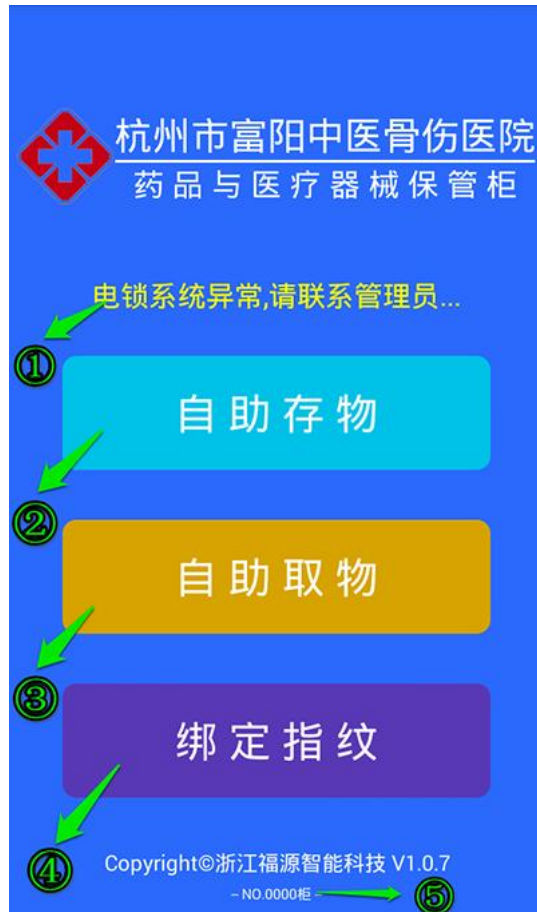 杭州市富阳中医骨伤医院
药品与医疗器械保管柜
电锁系统异常,请联系管理员...
①
自助存物
②
自助取物
③
绑定指纹
④
Copyright©浙江福源智能科技 V1.0.7
– NO.0000柜 –
⑤